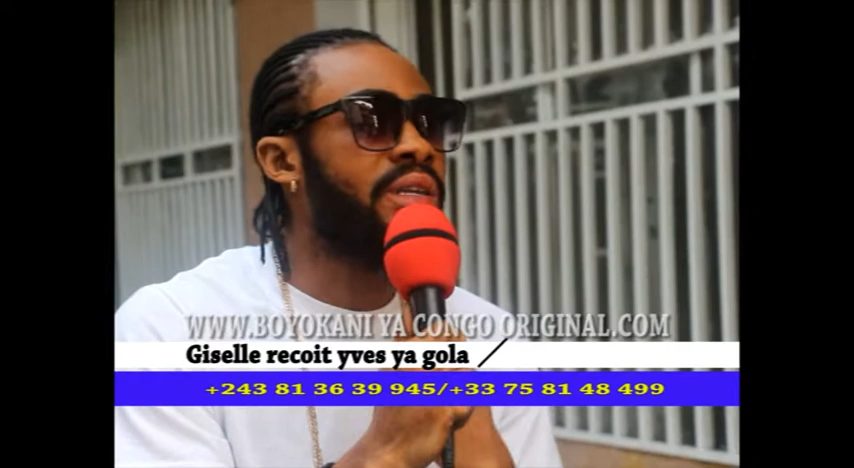 WWW.BOYOKANI YA CONGO ORIGINAL.COM
Giselle recoit yves ya gola /
+243 81 36 39 945/+33 75 81 48 499